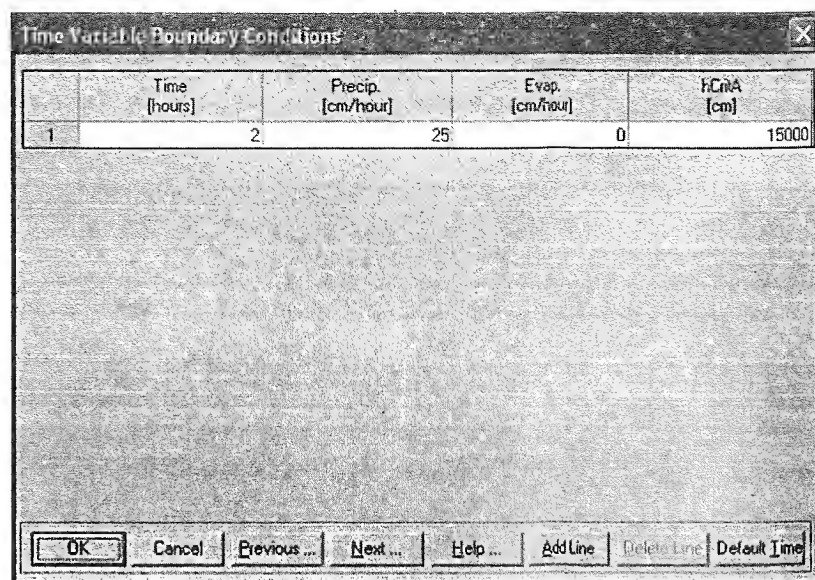 Time Variable Boundary Conditions
Time [hours] Precip. [cm/hour] Evap. [cm/hour] hCritA [cm]
1 2 25 0 15000
OK Cancel Previous ... Next ... Help ... Add Line Delete Line Default Time